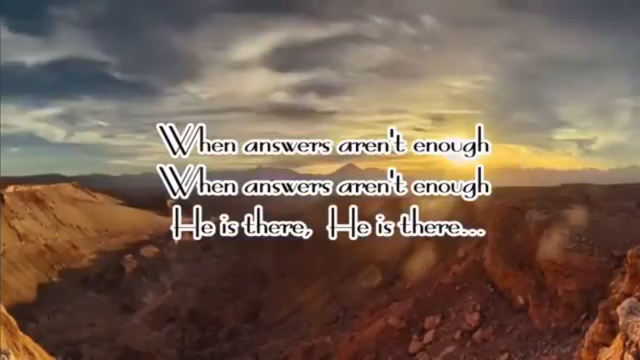 When answers aren't enough
When answers aren't enough
He is there, He is there...